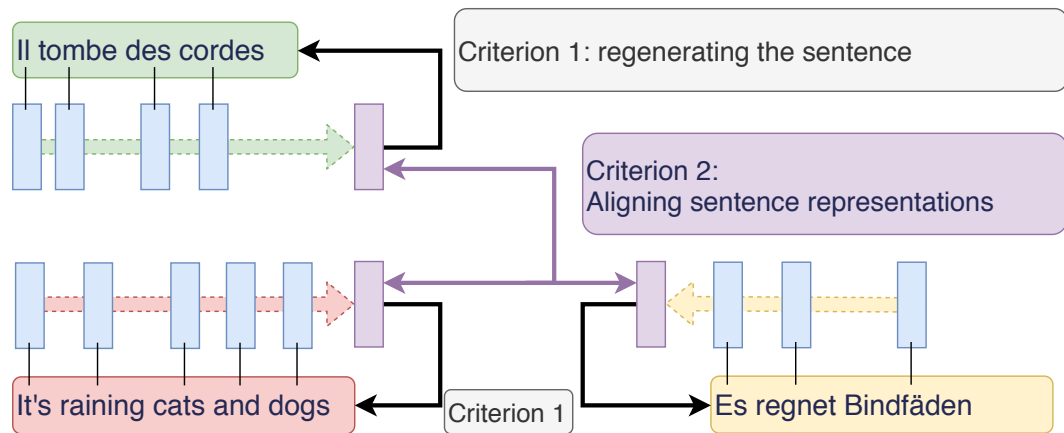 Il tombe des cordes
Criterion 1: regenerating the sentence
Criterion 2:
Aligning sentence representations
It's raining cats and dogs
Criterion 1
Es regnet Bindfäden